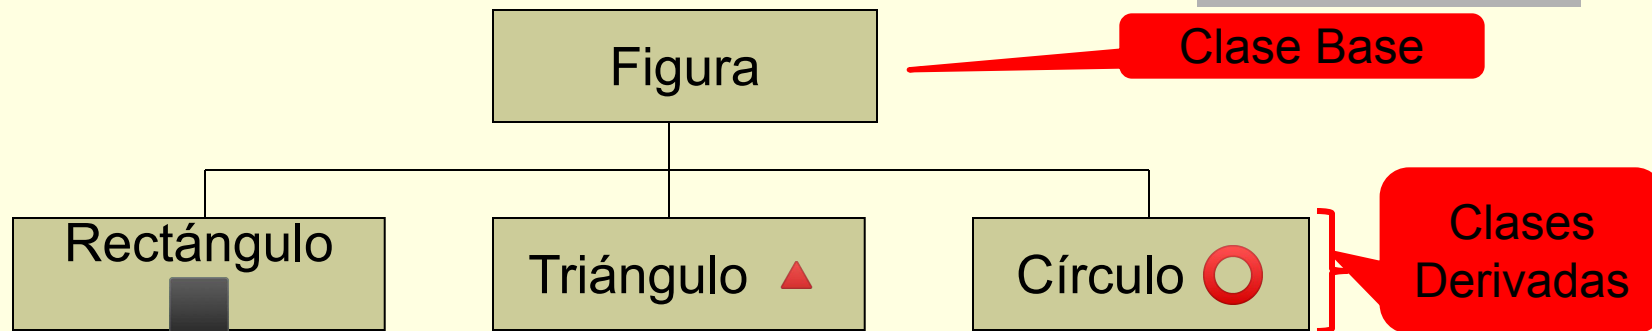 Figura
Clase Base
Rectángulo
Triángulo
Círculo
Clases
Derivadas